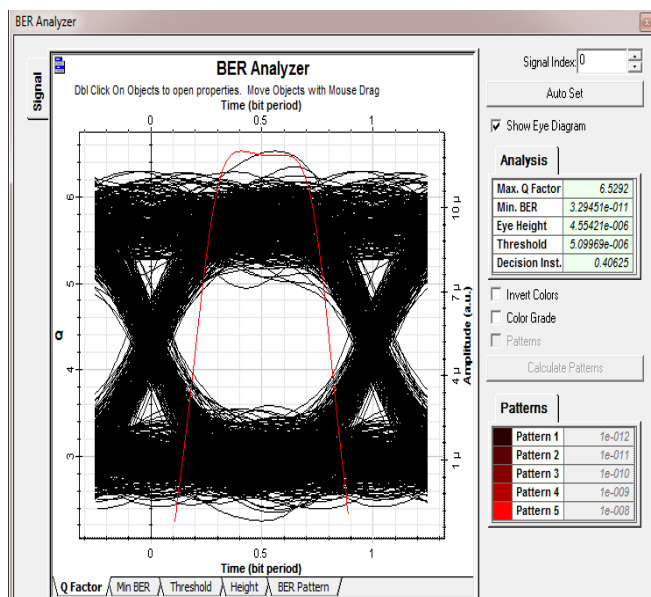 BER Analyzer
Signal
BER Analyzer
Dbl Click On Objects to open properties. Move Objects with Mouse Drag
Time (bit period)
0 0.5 1
Q
6
5
4
3
Amplitude (a.u.)
10 µ
7 µ
4 µ
1 µ
0 0.5 1
Time (bit period)
Q Factor Min BER Threshold Height BER Pattern
Signal Index: 0
Auto Set
Show Eye Diagram
Analysis
Max. Q Factor 6.5292
Min. BER 3.29451e-011
Eye Height 4.55421e-006
Threshold 5.09969e-006
Decision Inst. 0.40625
Invert Colors
Color Grade
Patterns
Calculate Patterns
Patterns
Pattern 1 1e-012
Pattern 2 1e-011
Pattern 3 1e-010
Pattern 4 1e-009
Pattern 5 1e-008